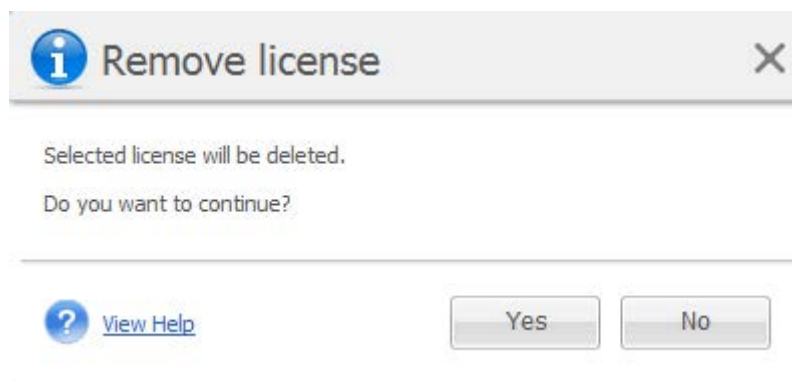 Remove license
Selected license will be deleted.
Do you want to continue?
View Help
Yes
No